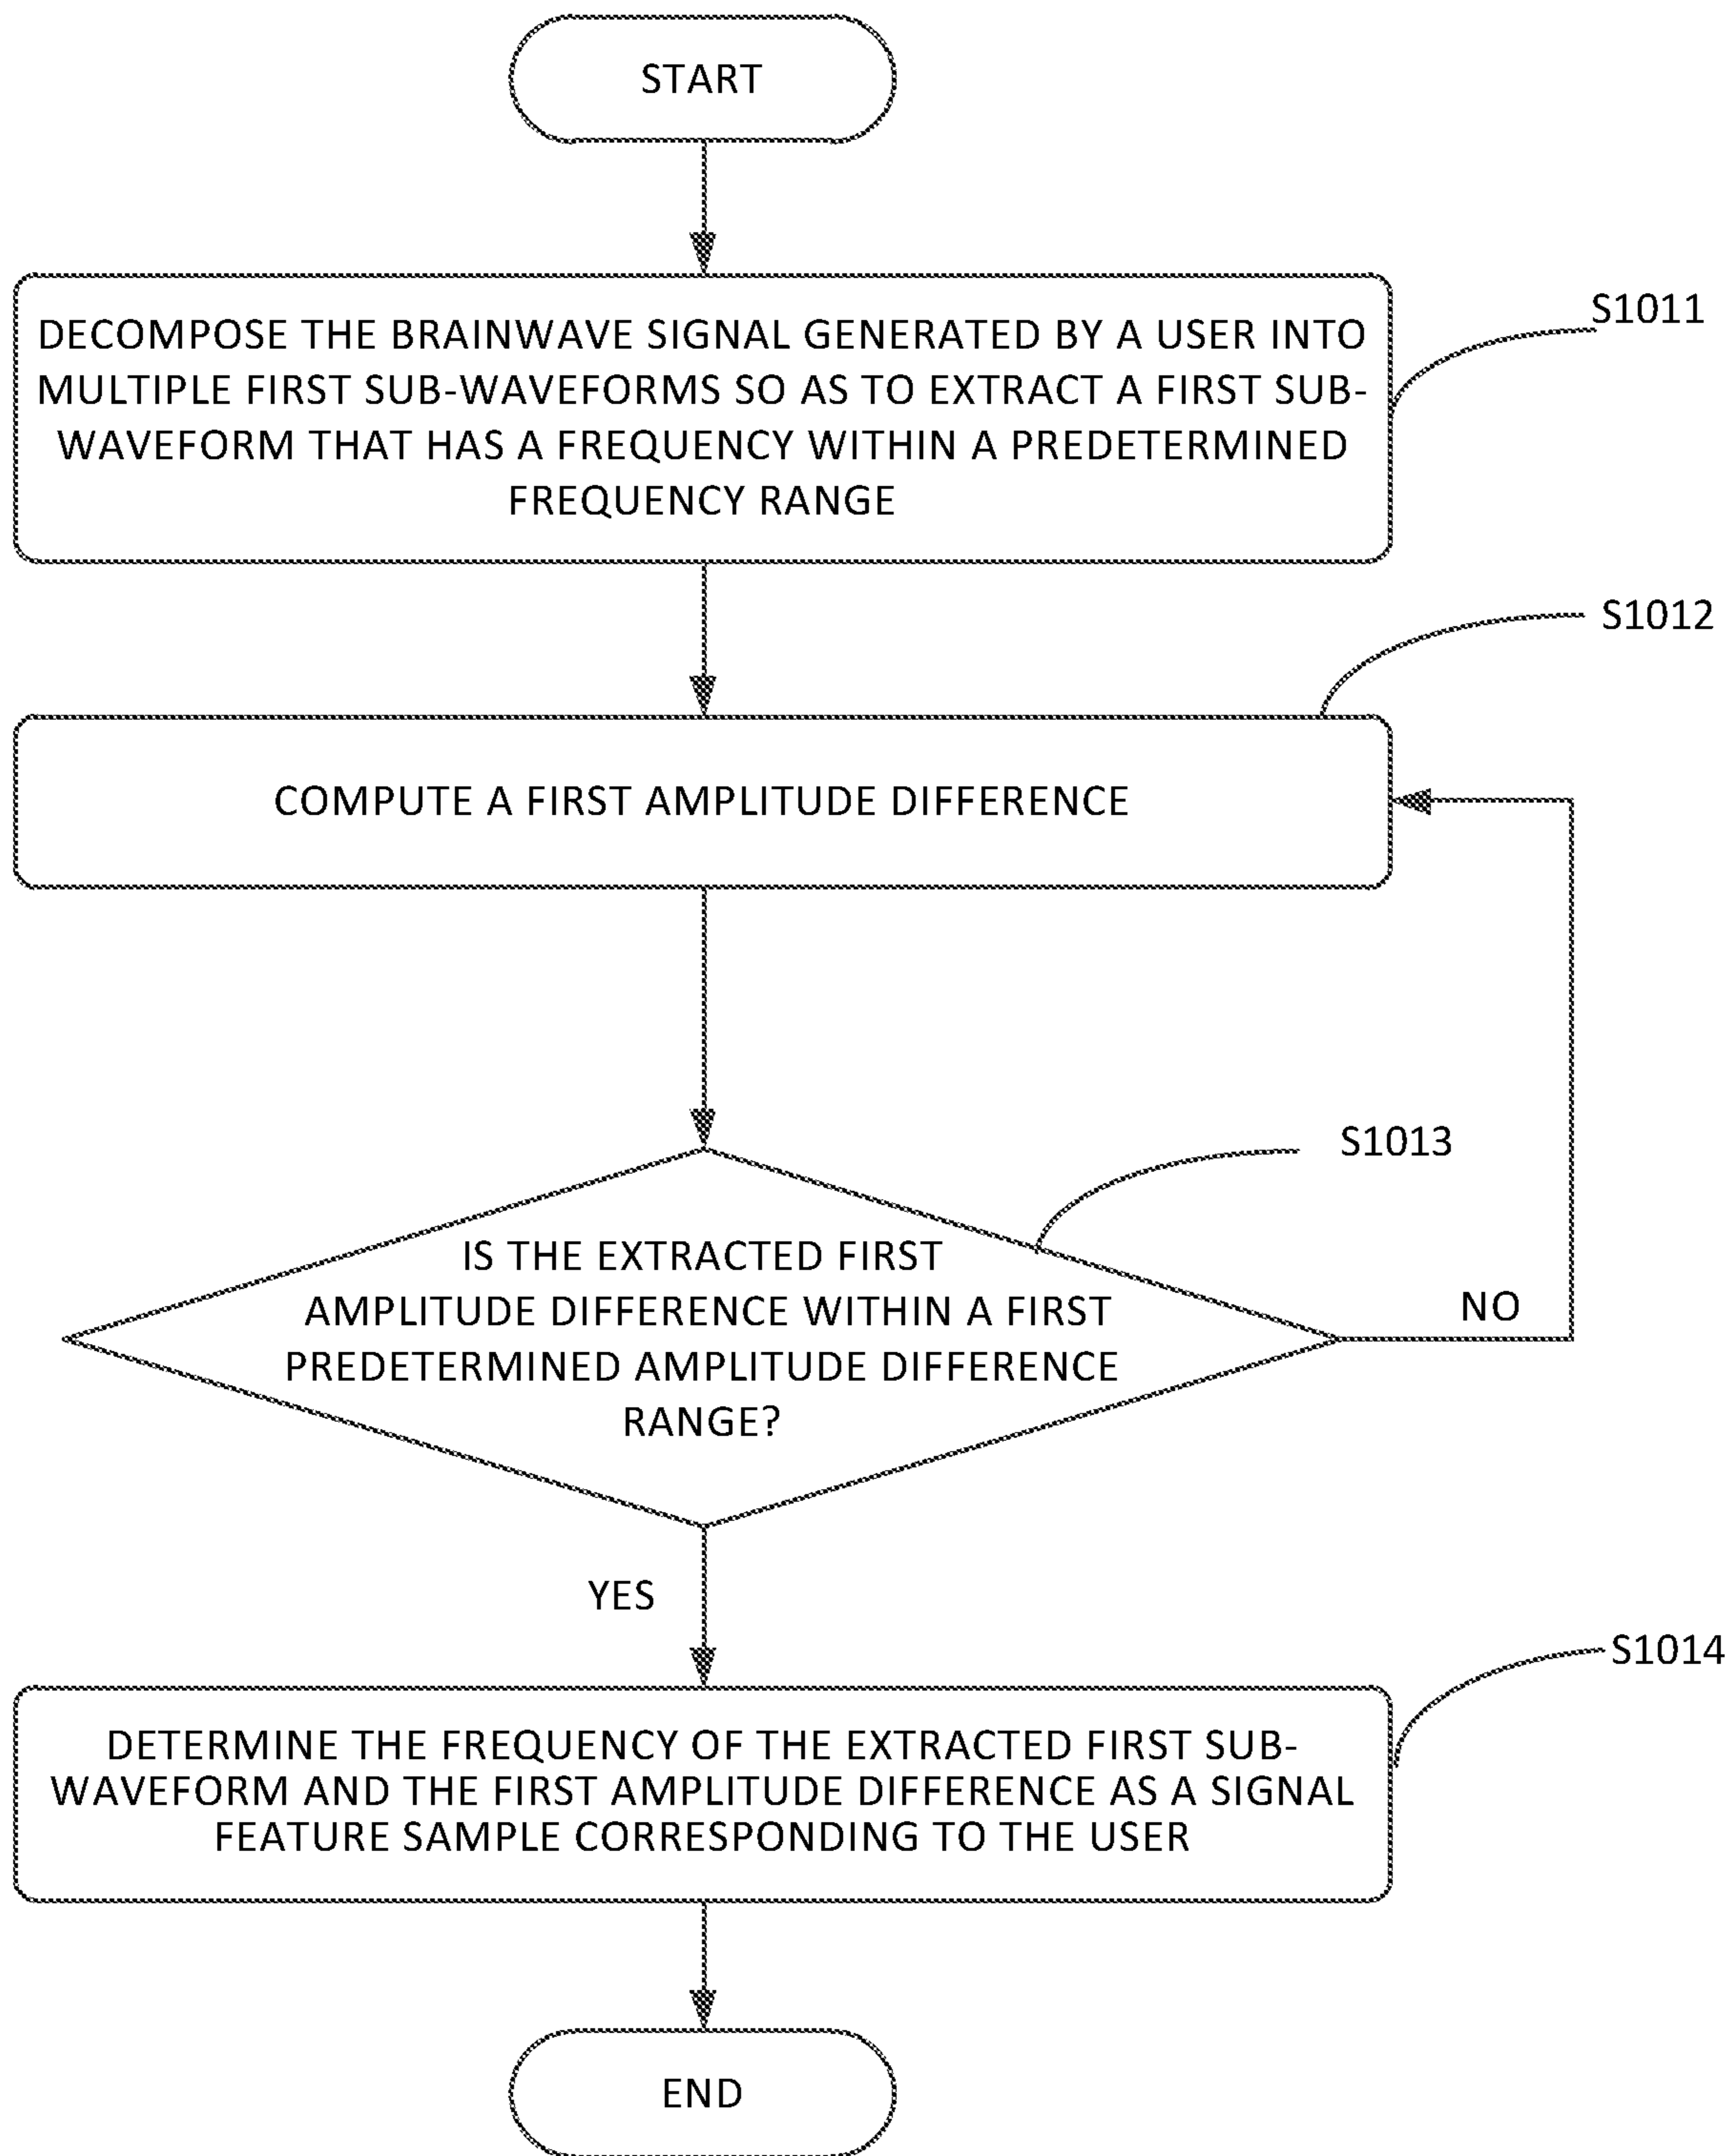 START
DECOMPOSE THE BRAINWAVE SIGNAL GENERATED BY A USER INTO
MULTIPLE FIRST SUB-WAVEFORMS SO AS TO EXTRACT A FIRST SUB-
WAVEFORM THAT HAS A FREQUENCY WITHIN A PREDETERMINED
FREQUENCY RANGE
S1011
S1012
COMPUTE A FIRST AMPLITUDE DIFFERENCE
S1013
IS THE EXTRACTED FIRST
AMPLITUDE DIFFERENCE WITHIN A FIRST
PREDETERMINED AMPLITUDE DIFFERENCE
RANGE?
NO
YES
S1014
DETERMINE THE FREQUENCY OF THE EXTRACTED FIRST SUB-
WAVEFORM AND THE FIRST AMPLITUDE DIFFERENCE AS A SIGNAL
FEATURE SAMPLE CORRESPONDING TO THE USER
END